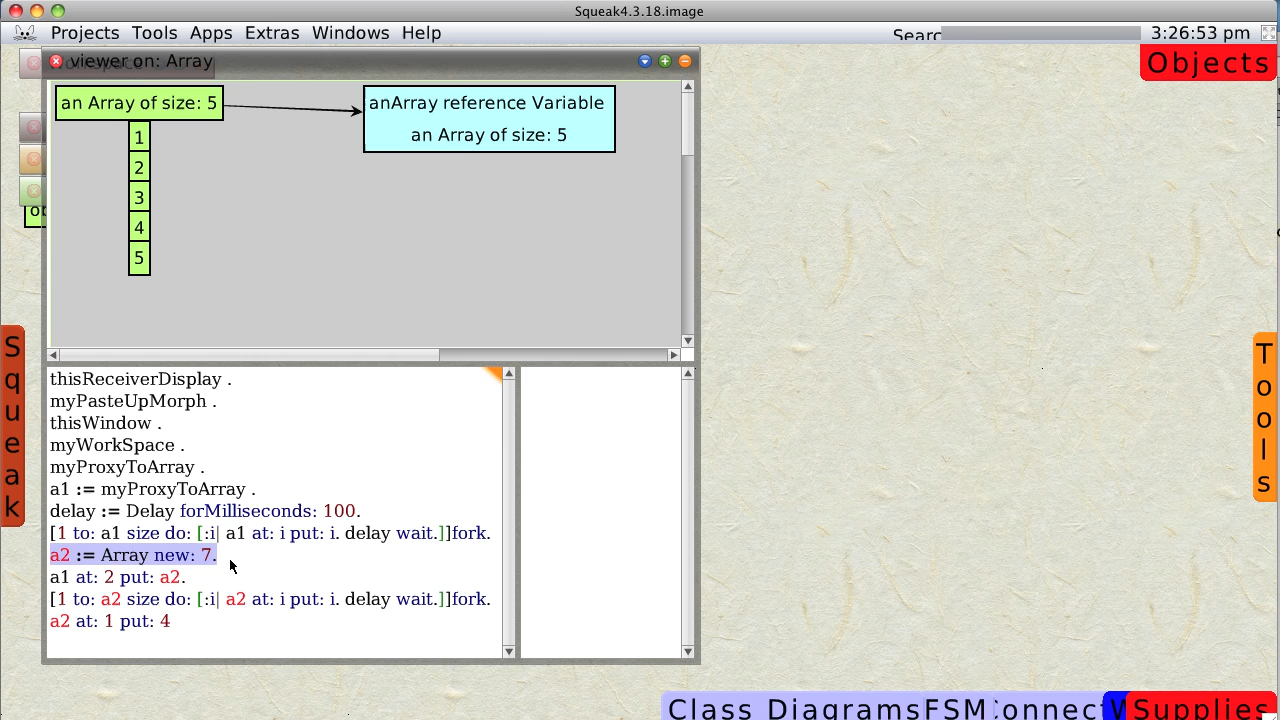 Squeak4.3.18.image
Projects Tools Apps Extras Windows Help Searc 3:26:53 pm
viewer on: Array
Objects
an Array of size: 5
anArray reference Variable
an Array of size: 5
1
2
3
4
5
ob
Squeak
Tools
thisReceiverDisplay .
myPasteUpMorph .
thisWindow .
myWorkSpace .
myProxyToArray .
a1 := myProxyToArray .
delay := Delay forMilliseconds: 100.
[1 to: a1 size do: [:i| a1 at: i put: i. delay wait.]]fork.
a2 := Array new: 7.
a1 at: 2 put: a2.
[1 to: a2 size do: [:i| a2 at: i put: i. delay wait.]]fork.
a2 at: 1 put: 4
Class Diagrams FSM onnect W Supplies